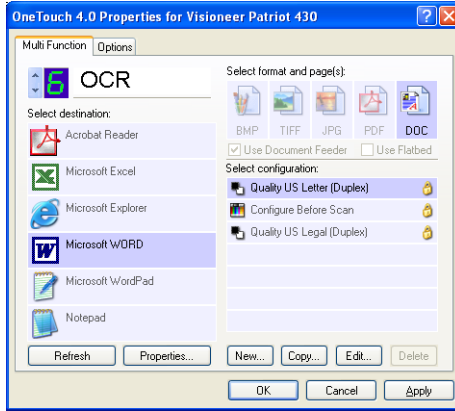 OneTouch 4.0 Properties for Visioneer Patriot 430
Multi Function
Options
6
OCR
Select destination:
Acrobat Reader
Microsoft Excel
Microsoft Explorer
Microsoft WORD
Microsoft WordPad
Notepad
Refresh
Properties...
Select format and page(s):
BMP
TIFF
JPG
PDF
DOC
Use Document Feeder
Use Flatbed
Select configuration:
Quality US Letter (Duplex)
Configure Before Scan
Quality US Legal (Duplex)
New...
Copy...
Edit...
Delete
OK
Cancel
Apply